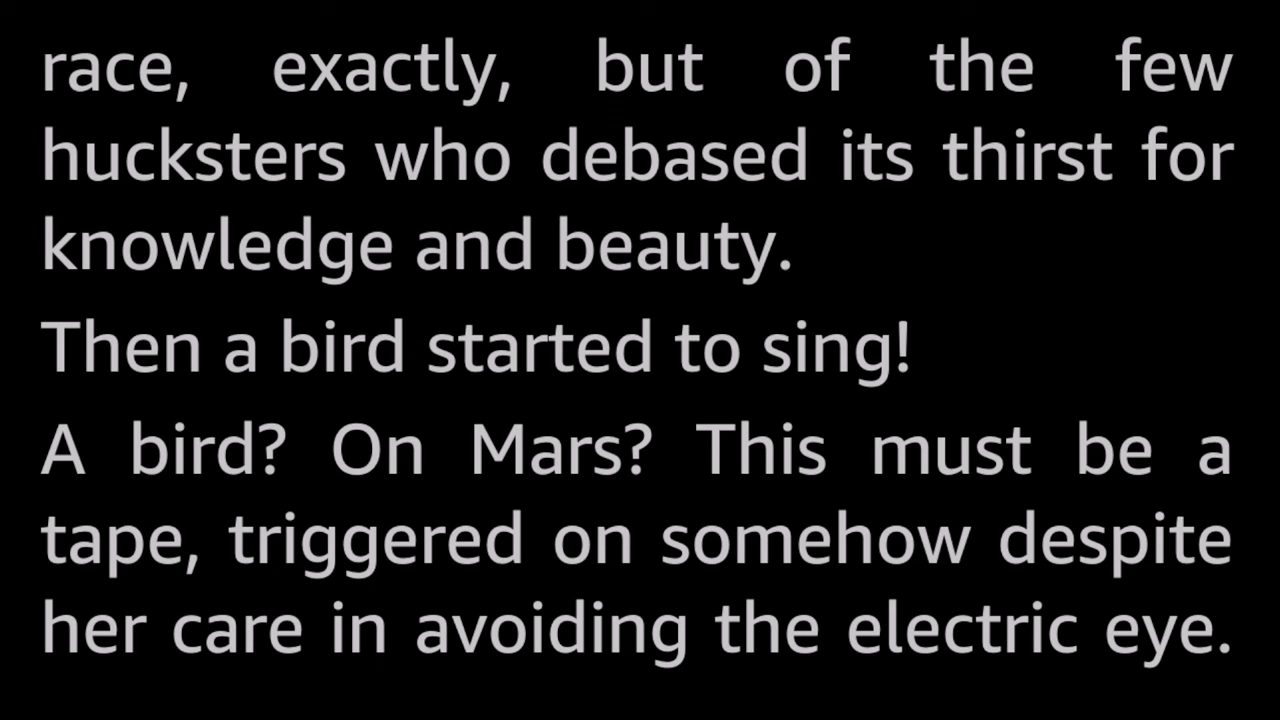 race, exactly, but of the few
hucksters who debased its thirst for
knowledge and beauty.
Then a bird started to sing!
A bird? On Mars? This must be a
tape, triggered on somehow despite
her care in avoiding the electric eye.